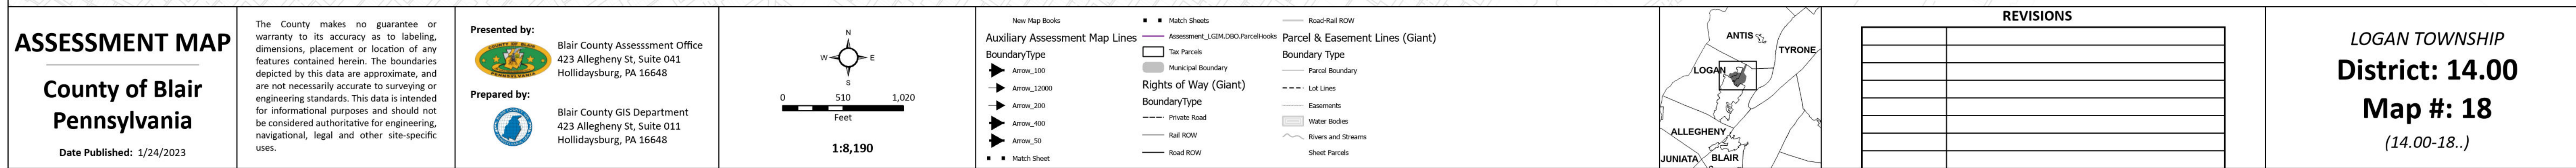 ASSESSMENT MAP
County of Blair
Pennsylvania
Date Published: 1/24/2023
The County makes no guarantee or
warranty to its accuracy as to labeling,
dimensions, placement or location of any
features contained herein. The boundaries
depicted by this data are approximate, and
are not necessarily accurate to surveying or
engineering standards. This data is intended
for informational purposes and should not
be considered authoritative for engineering,
navigational, legal and other site-specific
uses.
Presented by:
COUNTY OF BLAIR
PENNSYLVANIA
Blair County Assesssment Office
423 Allegheny St, Suite 041
Hollidaysburg, PA 16648
Prepared by:
Blair County GIS Department
423 Allegheny St, Suite 011
Hollidaysburg, PA 16648
N
W E
S
0 510 1,020
Feet
1:8,190
New Map Books
Auxiliary Assessment Map Lines
BoundaryType
Arrow_100
Arrow_12000
Arrow_200
Arrow_400
Arrow_50
Match Sheet
Match Sheets
Assessment_LGIM.DBO.ParcelHooks
Tax Parcels
Municipal Boundary
Rights of Way (Giant)
BoundaryType
Private Road
Rail ROW
Road ROW
Road-Rail ROW
Parcel & Easement Lines (Giant)
Boundary Type
Parcel Boundary
Lot Lines
Easements
Water Bodies
Rivers and Streams
Sheet Parcels
ANTIS
TYRONE
LOGAN
ALLEGHENY
JUNIATA BLAIR
REVISIONS
LOGAN TOWNSHIP
District: 14.00
Map #: 18
(14.00-18..)